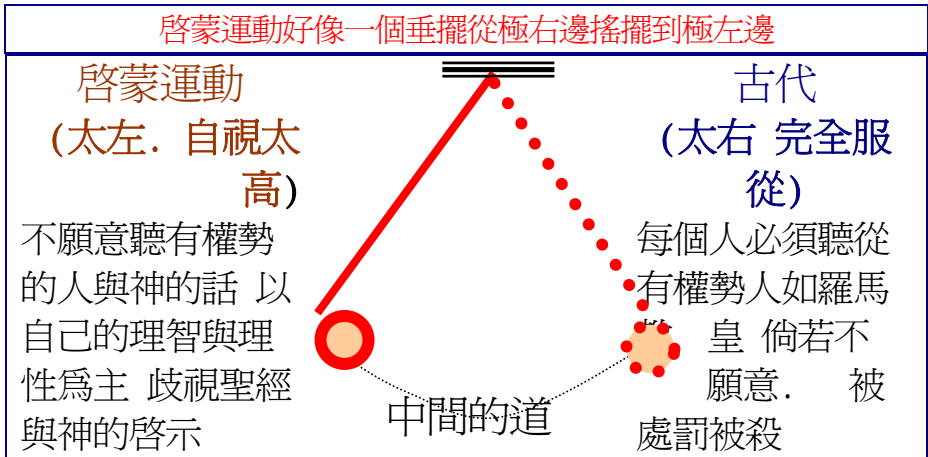 啓蒙運動好像一個垂擺從極右邊搖擺到極左邊
啓蒙運動
(太左. 自視太
高)
不願意聽有權勢
的人與神的話 以
自己的理智與理
性爲主 歧視聖經
與神的啓示
中間的道
古代
(太右 完全服
從)
每個人必須聽從
有權勢人如羅馬
皇 倘若不
願意. 被
處罰被殺